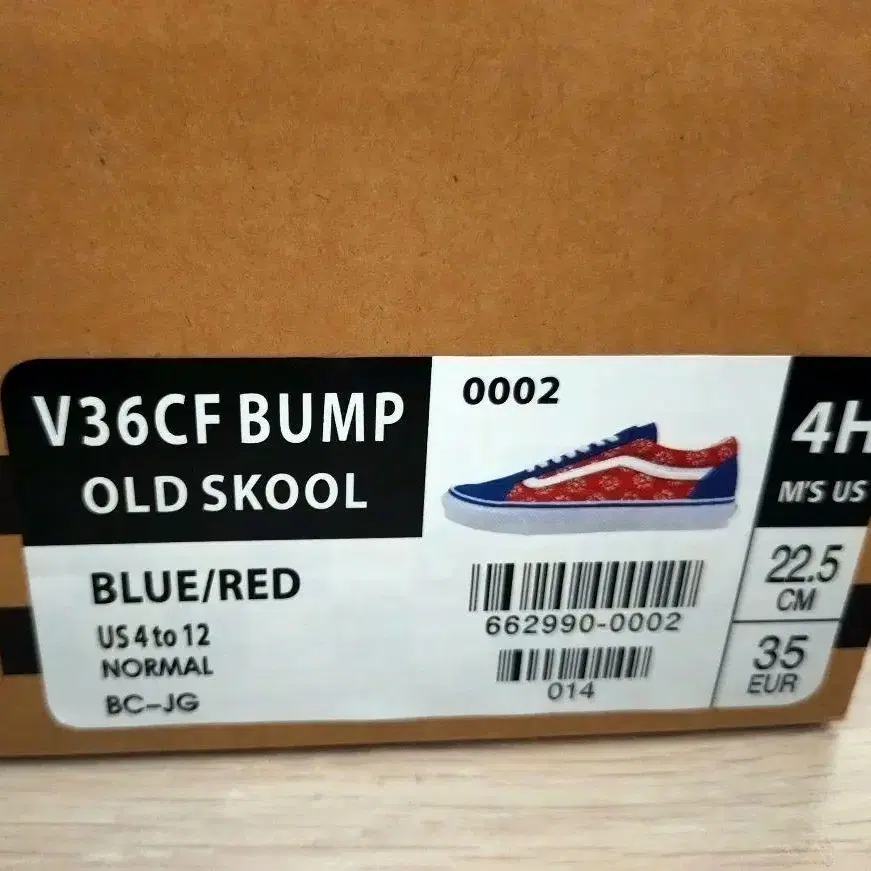 V36CF BUMP
OLD SKOOL
BLUE/RED
US 4 to 12
NORMAL
BC-JG
0002
662990-0002
014
4H
M'S US
22.5
CM
35
EUR